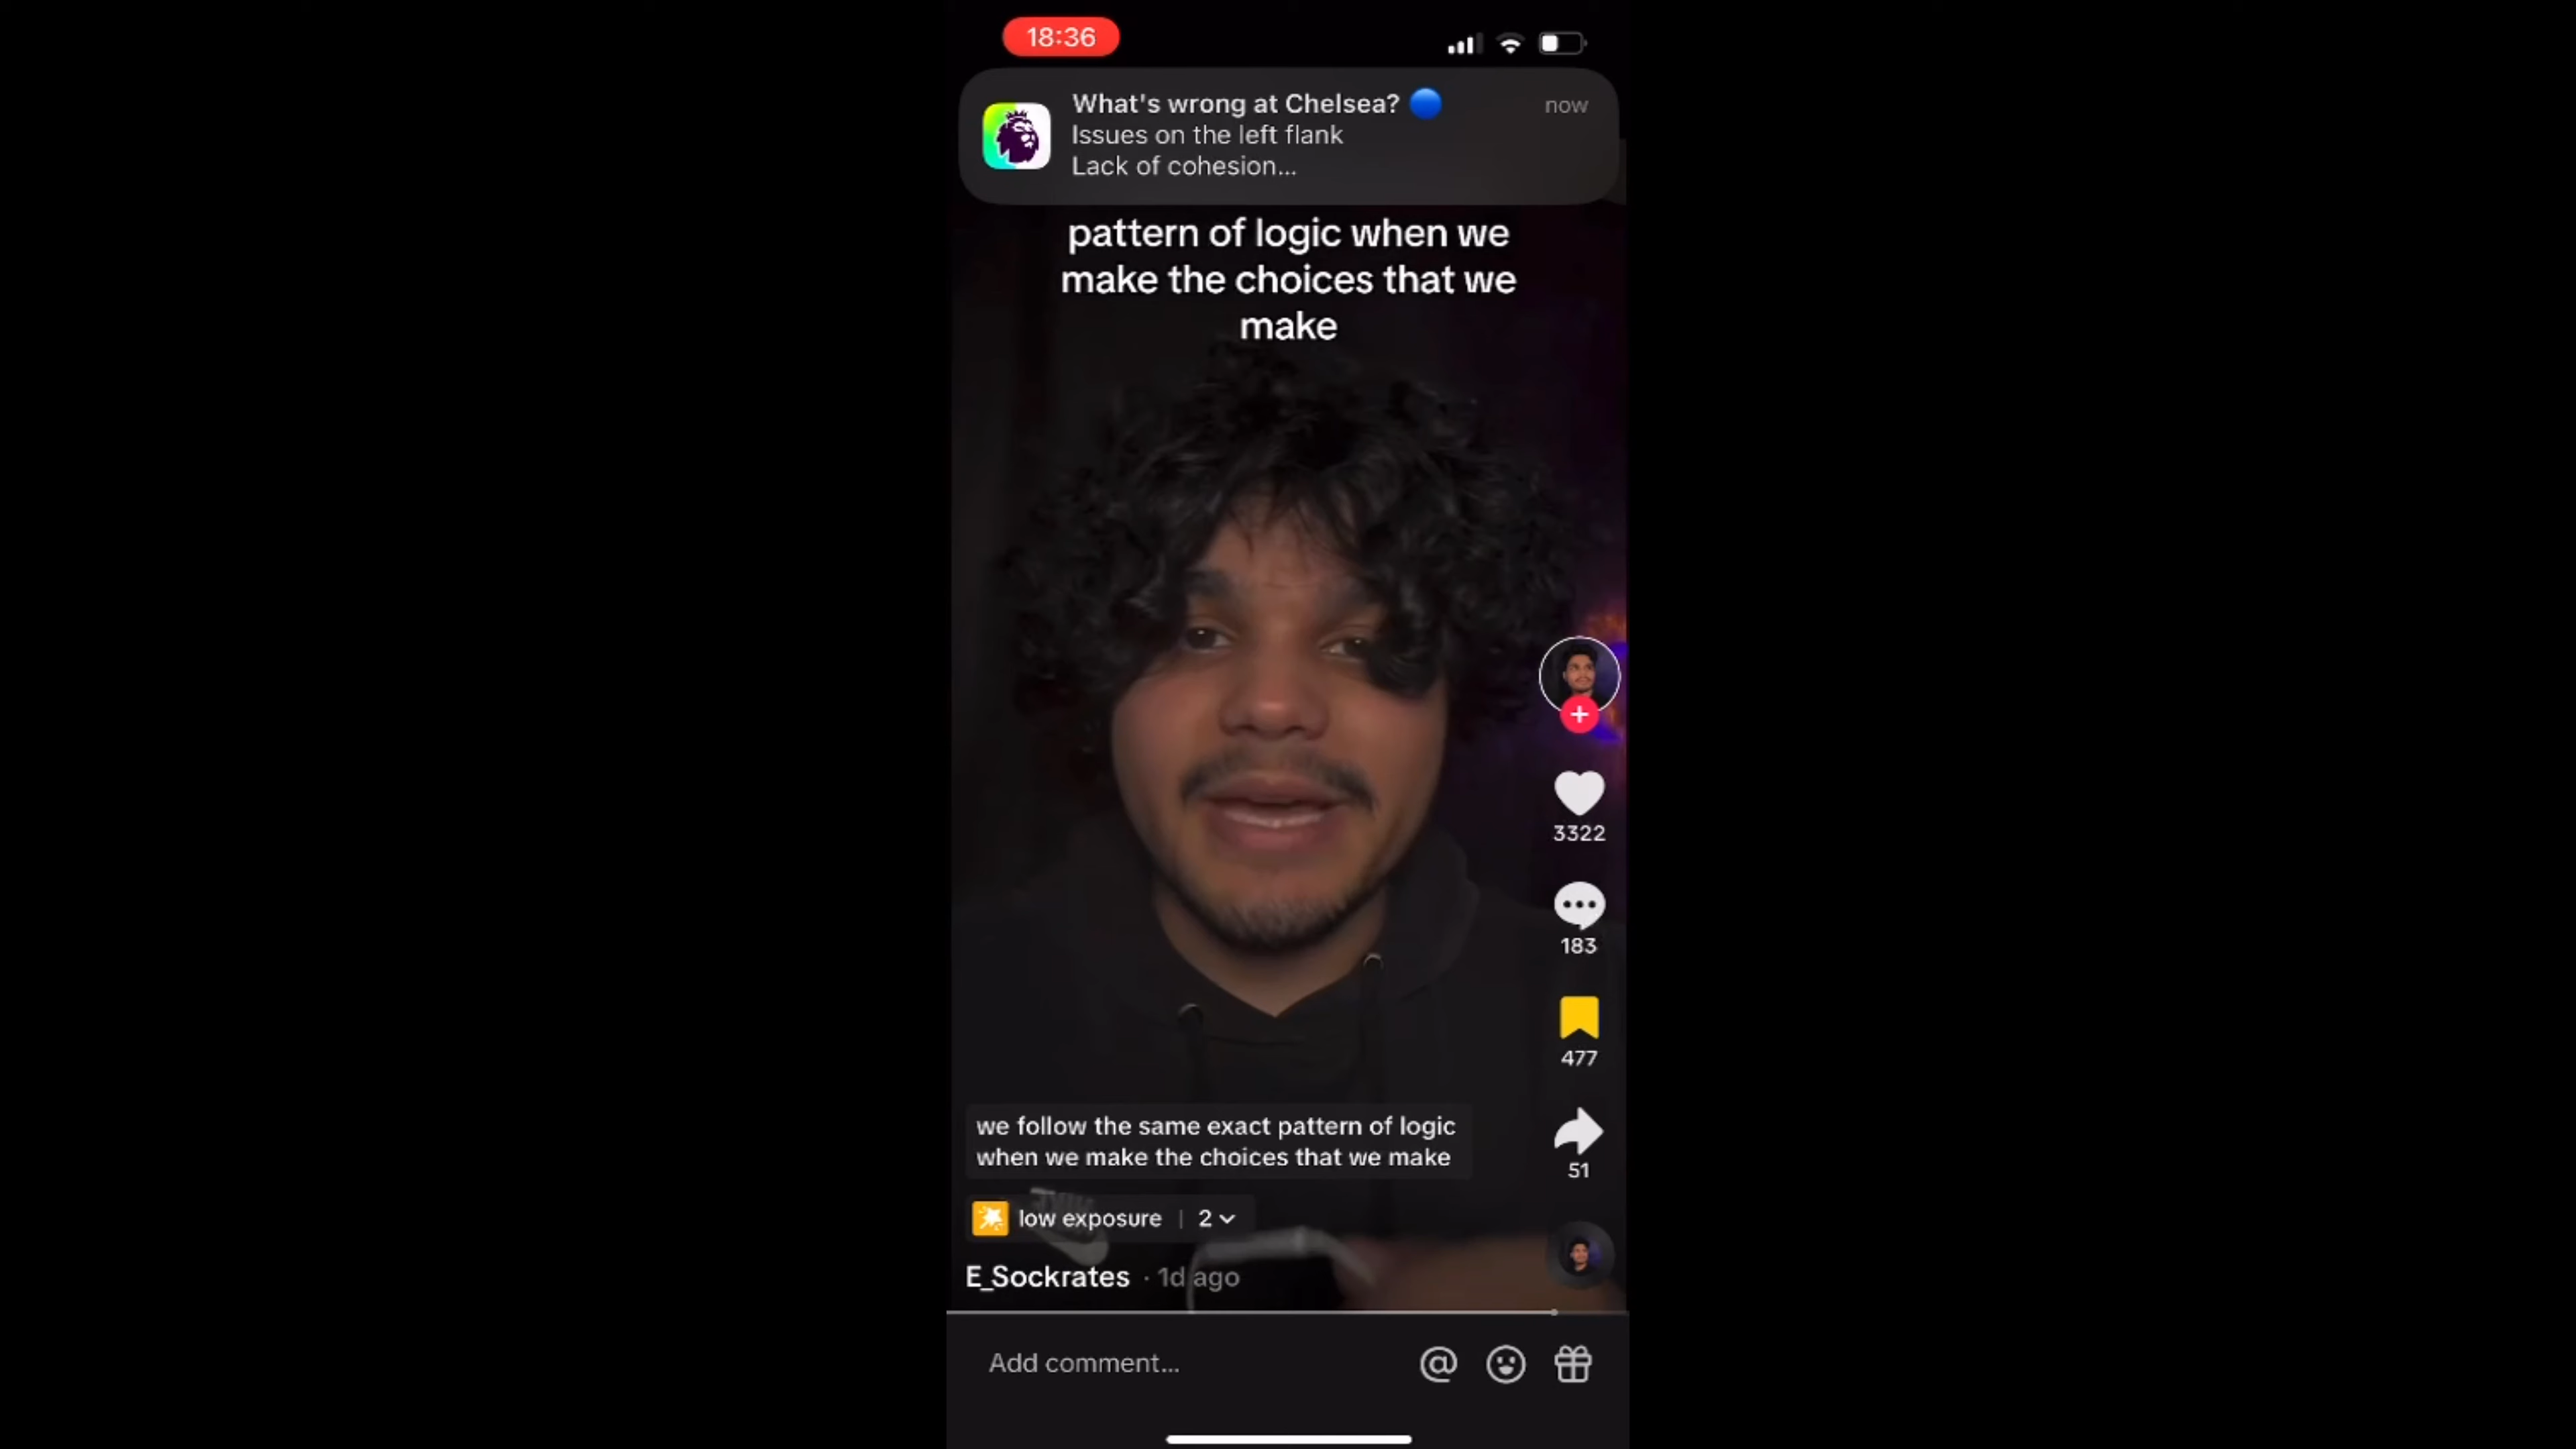 18:36
What's wrong at Chelsea? 🔵
now
Issues on the left flank
Lack of cohesion...
pattern of logic when we
make the choices that we
make
3322
183
477
51
we follow the same exact pattern of logic
when we make the choices that we make
low exposure | 2
NIKE
E_Sockrates · 1d ago
Add comment...